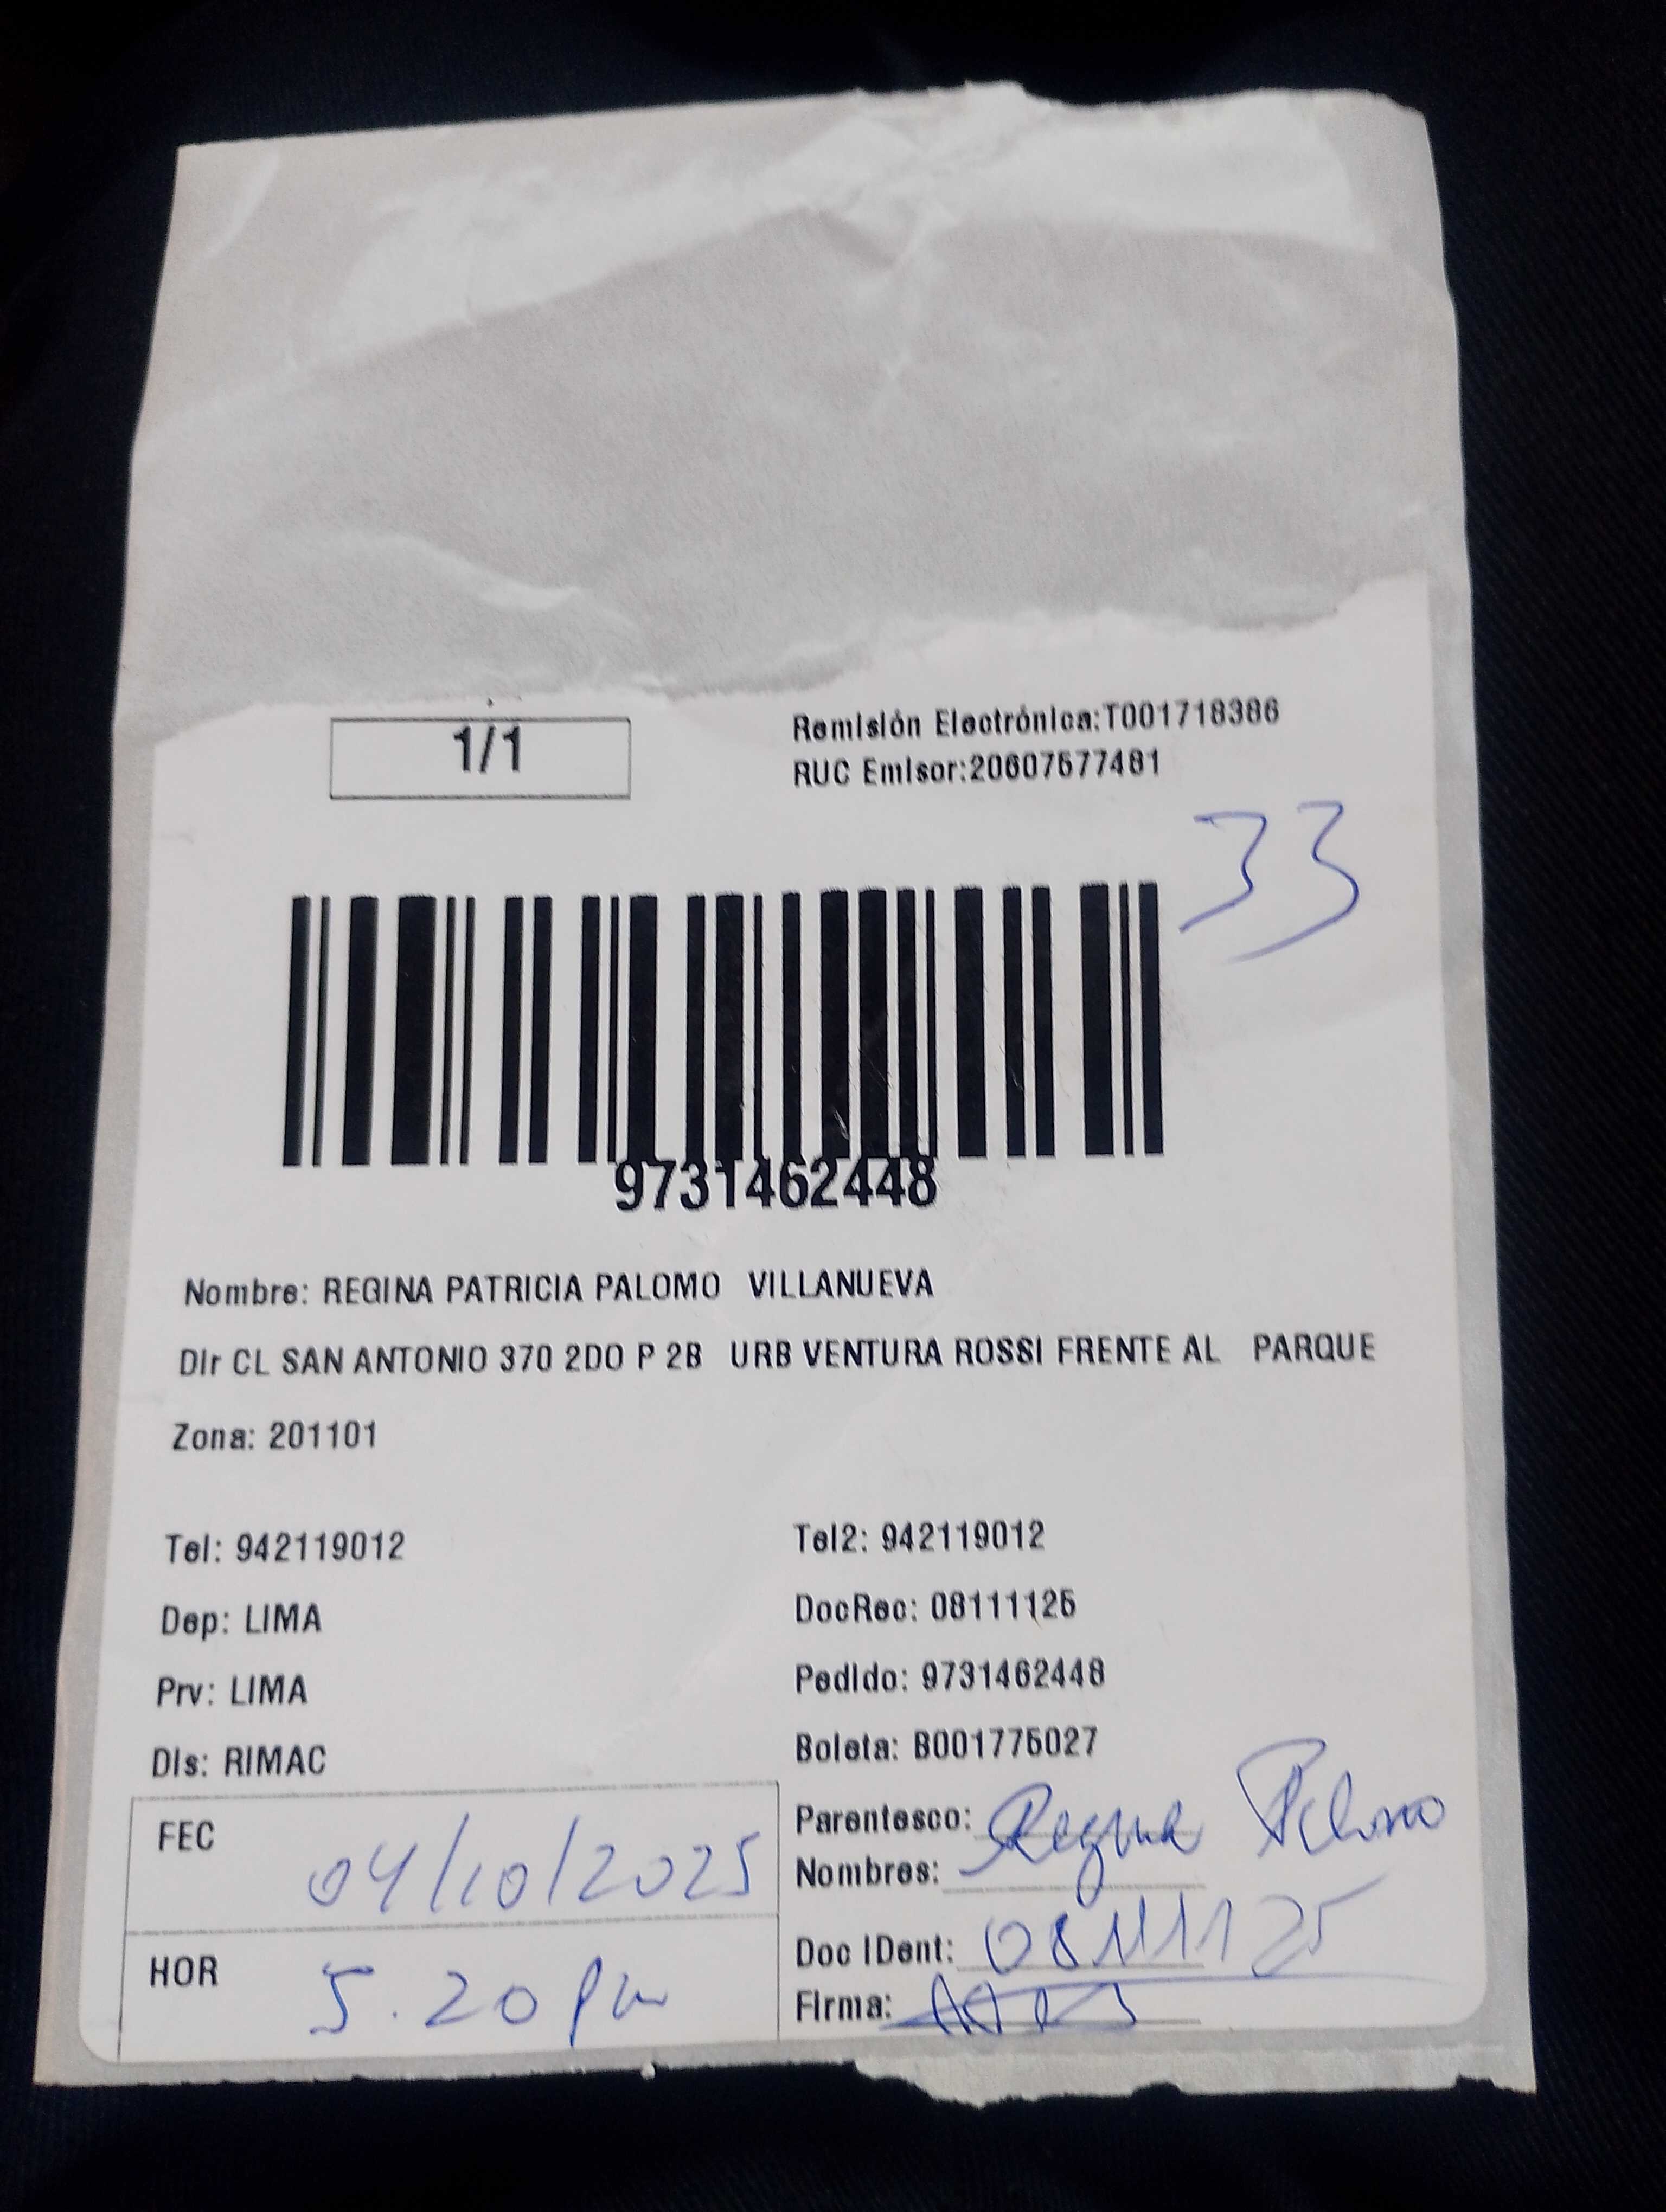 1/1
Remisión Electrónica:T001718386
RUC Emisor:20607577481
33
9731462448
Nombre: REGINA PATRICIA PALOMO VILLANUEVA
Dir CL SAN ANTONIO 370 2DO P 2B URB VENTURA ROSSI FRENTE AL PARQUE
Zona: 201101
Tel: 942119012
Tel2: 942119012
Dep: LIMA
DocRec: 08111125
Prv: LIMA
Pedido: 9731462448
Dis: RIMAC
Boleta: B001775027
FEC 04/10/2025
Parentesco: Regina Palomo
Nombres:
HOR 5.20 pm
Doc IDent: 08111125
Firma: